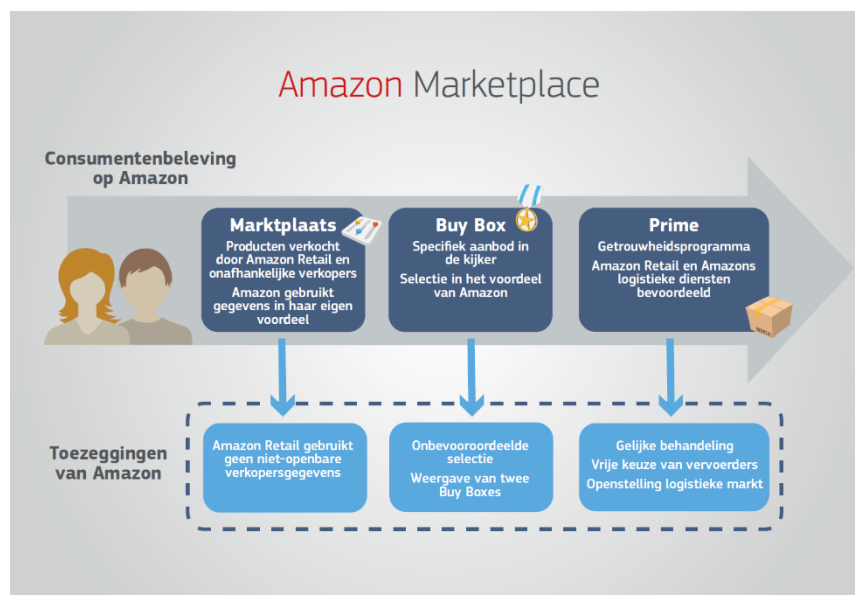 Amazon Marketplace
Consumentenbeleving
op Amazon
Marktplaats
Producten verkocht
door Amazon Retail en
onafhankelijke verkopers
Amazon gebruikt
gegevens in haar eigen
voordeel
Buy Box
Specifiek aanbod in
de kijker
Selectie in het voordeel
van Amazon
Prime
Getrouwheidsprogramma
Amazon Retail en Amazons
logistieke diensten
bevoordeeld
Toezeggingen
van Amazon
Amazon Retail gebruikt
geen niet-openbare
verkopersgegevens
Onbevooroordeelde
selectie
Weergave van twee
Buy Boxes
Gelijke behandeling
Vrije keuze van vervoerders
Openstelling logistieke markt